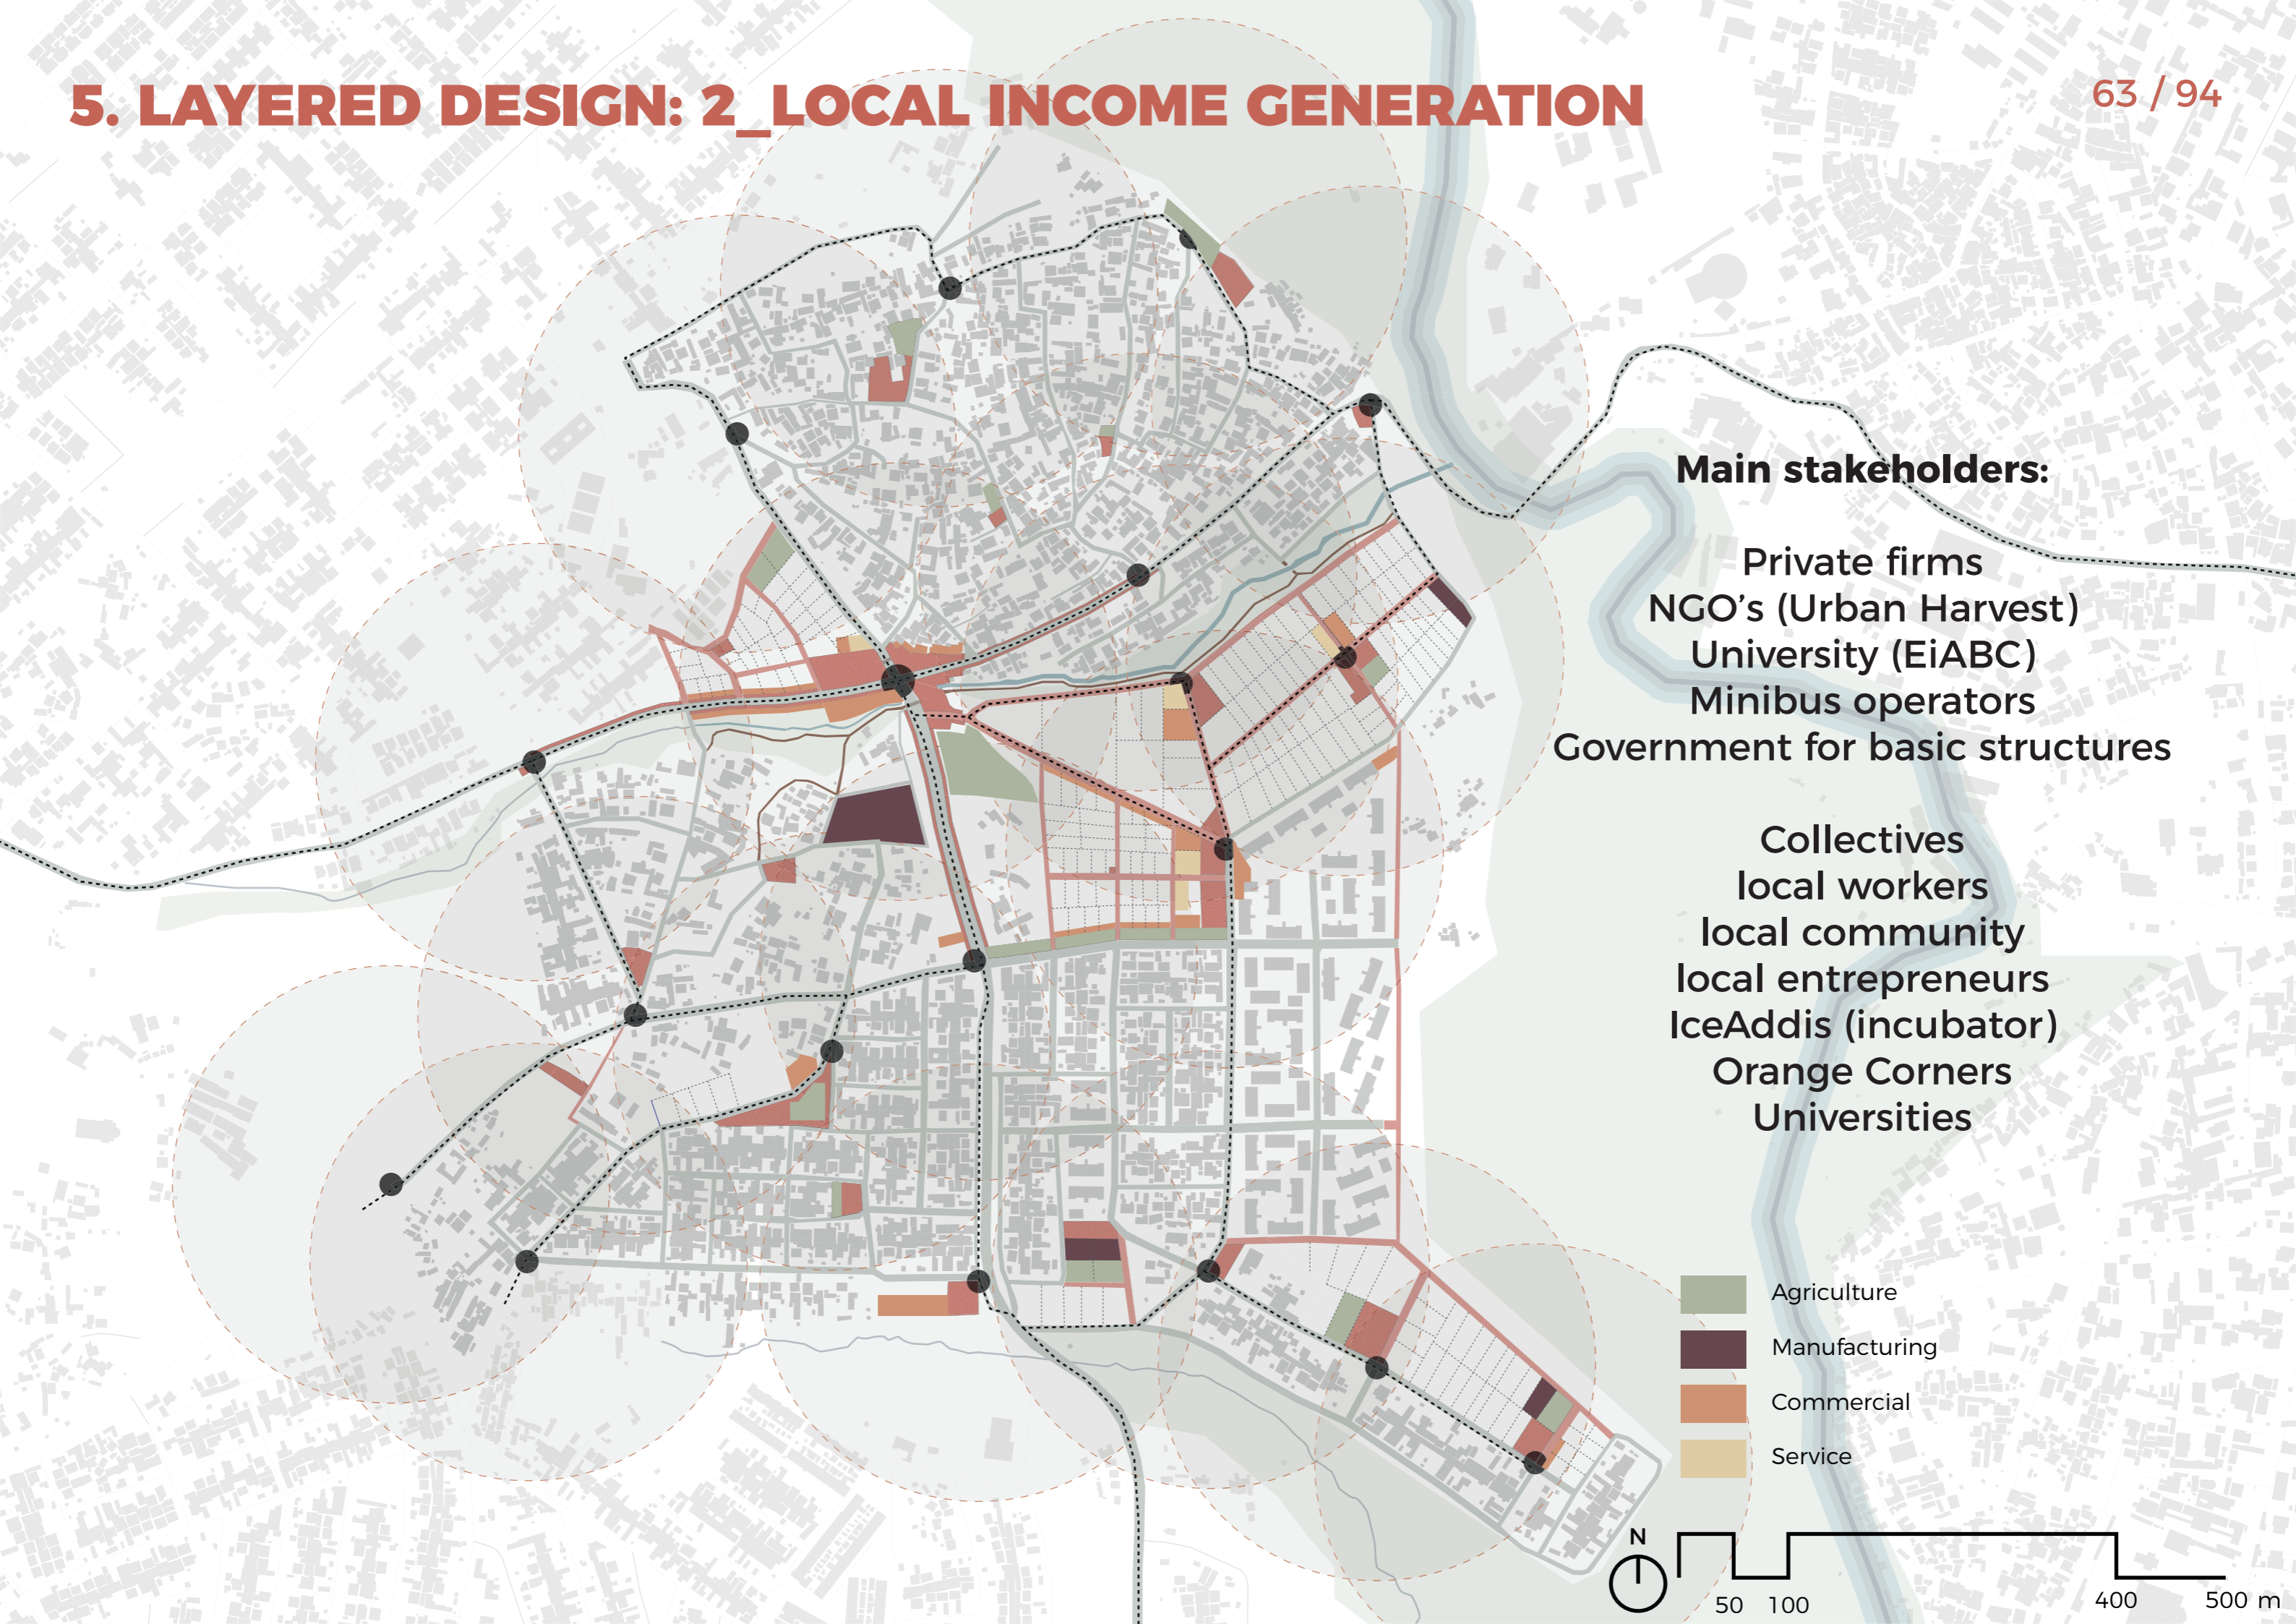 5. LAYERED DESIGN: 2_LOCAL INCOME GENERATION
63 / 94
Main stakeholders:
Private firms
NGO's (Urban Harvest)
University (EiABC)
Minibus operators
Government for basic structures
Collectives
local workers
local community
local entrepreneurs
IceAddis (incubator)
Orange Corners
Universities
Agriculture
Manufacturing
Commercial
Service
N
50 100 400 500 m